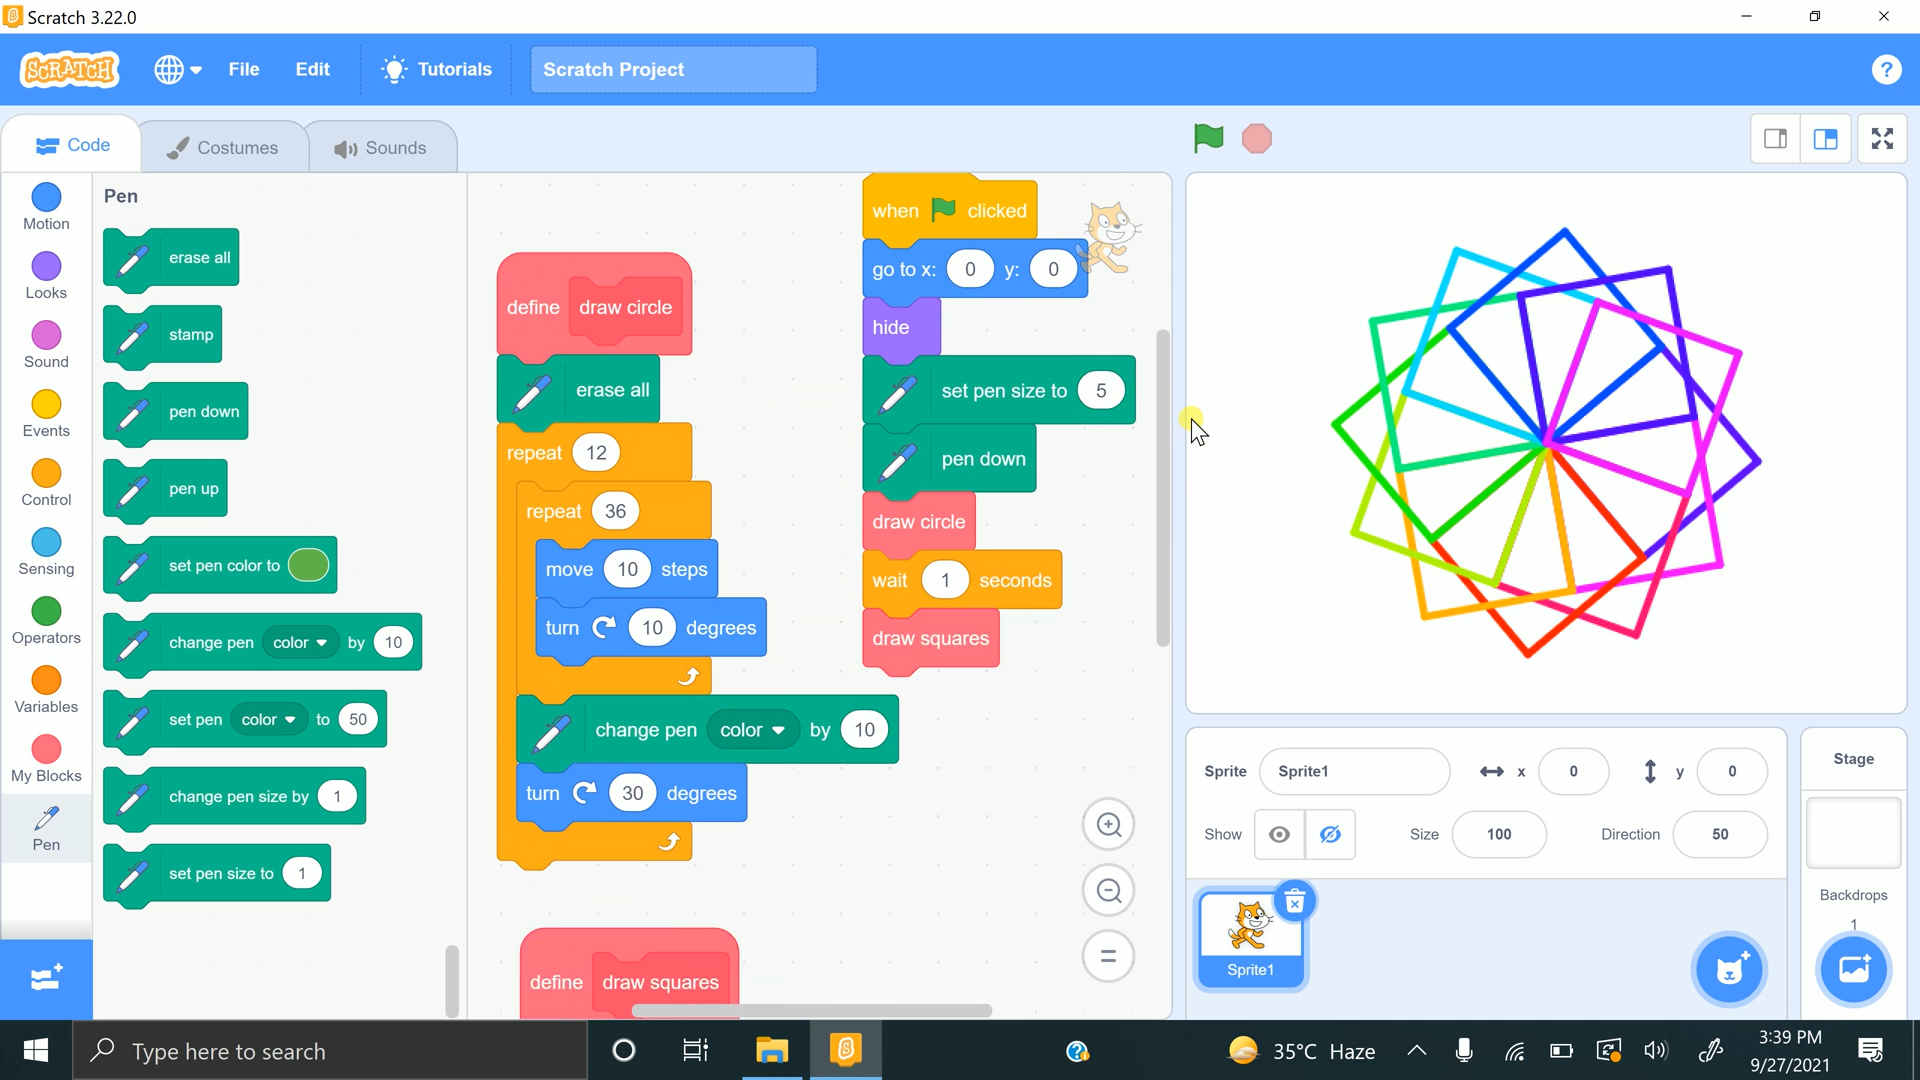 Scratch 3.22.0
SCRATCH
File
Edit
Tutorials
Scratch Project
?
Code
Costumes
Sounds
Motion
Looks
Sound
Events
Control
Sensing
Operators
Variables
My Blocks
Pen
Pen
erase all
stamp
pen down
pen up
set pen color to
change pen color by 10
set pen color to 50
change pen size by 1
set pen size to 1
define draw circle
erase all
repeat 12
repeat 36
move 10 steps
turn 10 degrees
change pen color by 10
turn 30 degrees
define draw squares
when clicked
go to x: 0 y: 0
hide
set pen size to 5
pen down
draw circle
wait 1 seconds
draw squares
Sprite Sprite1 x 0 y 0
Show Size 100 Direction 50
Sprite1
Stage
Backdrops
1
Type here to search
35°C Haze
3:39 PM
9/27/2021